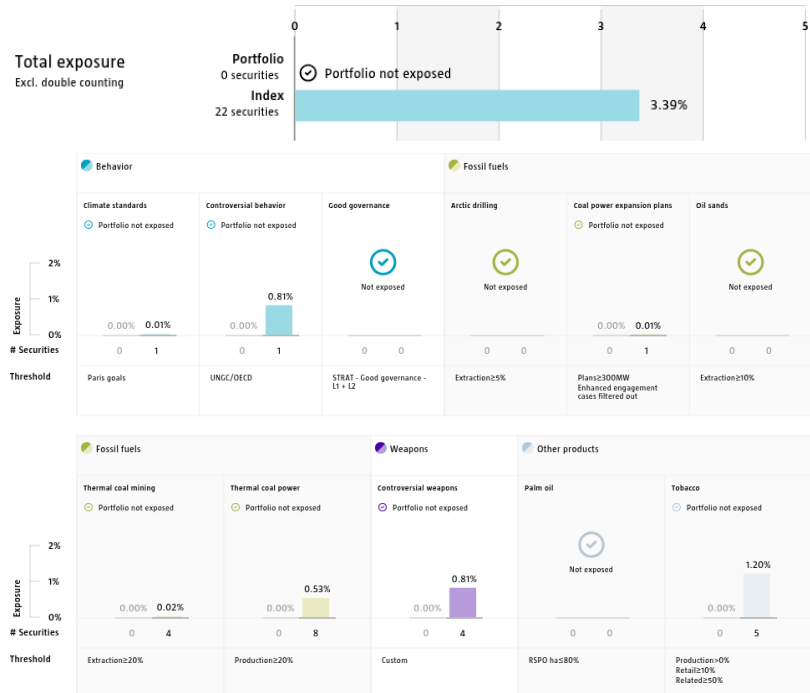 0 1 2 3 4 5
Total exposure
Excl. double counting
Portfolio
0 securities
Portfolio not exposed
Index
22 securities
3.39%
Behavior
Fossil fuels
Climate standards
Controversial behavior
Good governance
Arctic drilling
Coal power expansion plans
Oil sands
Portfolio not exposed
Portfolio not exposed
Portfolio not exposed
Not exposed
Not exposed
Not exposed
Exposure
2%
1%
0%
0.00% 0.01%
0.00% 0.81%
0.00% 0.01%
# Securities
0 1
0 1
0 0
0 0
0 1
0 0
Threshold
Paris goals
UNGC/OECD
STRAT - Good governance -
L1 + L2
Extraction≥5%
Plans≥300MW
Enhanced engagement
cases filtered out
Extraction≥10%
Fossil fuels
Weapons
Other products
Thermal coal mining
Thermal coal power
Controversial weapons
Palm oil
Tobacco
Portfolio not exposed
Portfolio not exposed
Portfolio not exposed
Portfolio not exposed
Not exposed
Exposure
2%
1%
0%
0.00% 0.02%
0.00% 0.53%
0.00% 0.81%
0.00% 1.20%
# Securities
0 4
0 8
0 4
0 0
0 5
Threshold
Extraction≥20%
Production≥20%
Custom
RSPO ha≤80%
Production>0%
Retail≥10%
Related≥50%